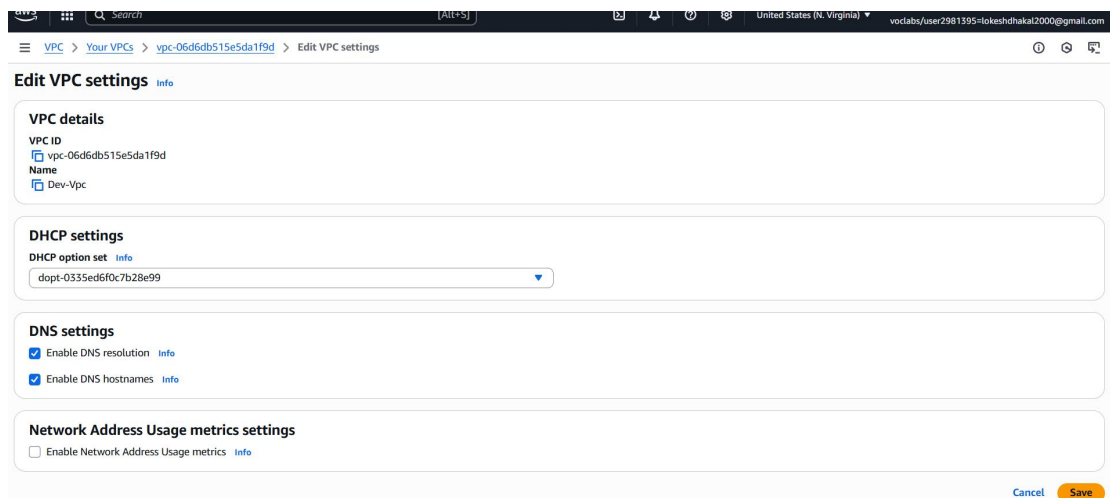 aws
Search
[Alt+S]
United States (N. Virginia) ▼
voclabs/user2981395=lokeshdhakal2000@gmail.com
VPC > Your VPCs > vpc-06d6db515e5da1f9d > Edit VPC settings
Edit VPC settings Info
VPC details
VPC ID
vpc-06d6db515e5da1f9d
Name
Dev-Vpc
DHCP settings
DHCP option set Info
dopt-0335ed6f0c7b28e99
DNS settings
Enable DNS resolution Info
Enable DNS hostnames Info
Network Address Usage metrics settings
Enable Network Address Usage metrics Info
Cancel Save